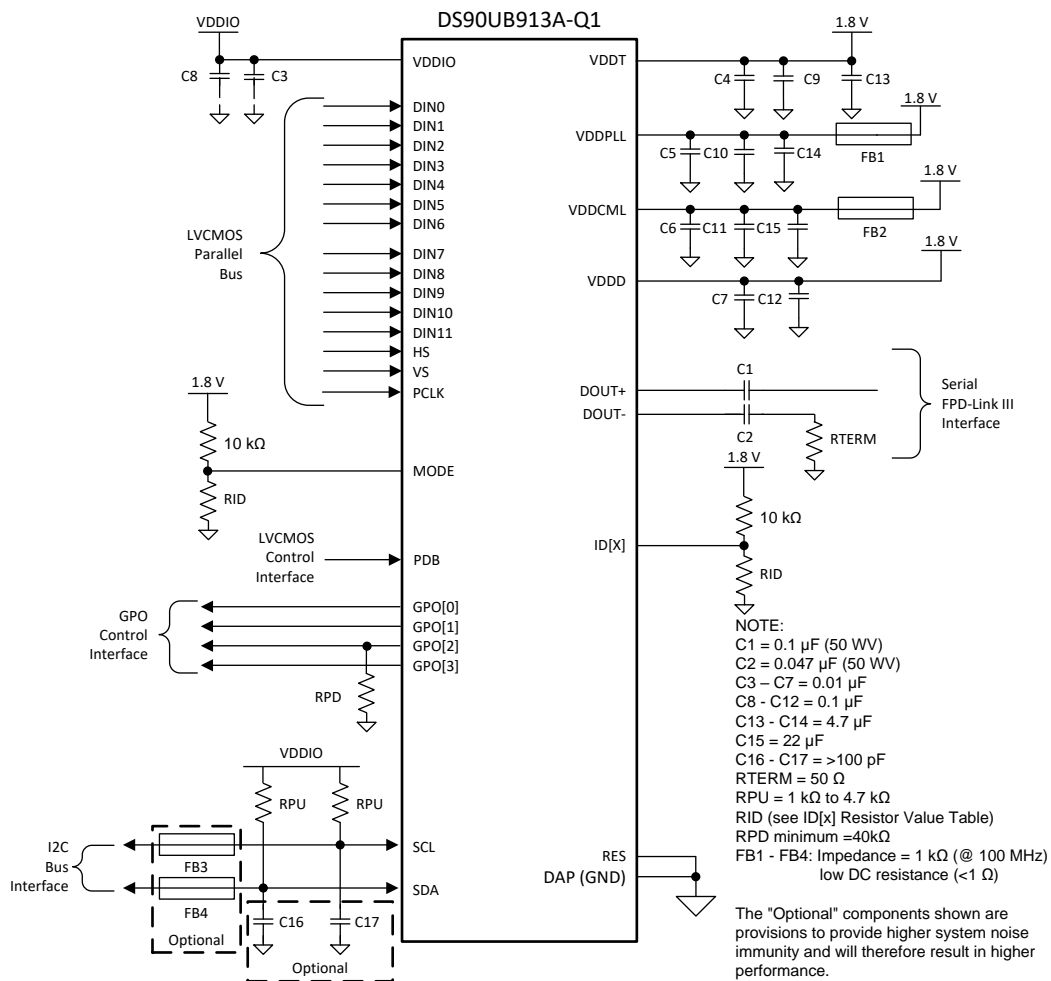 DS90UB913A-Q1
VDDIO
C8
C3
VDDIO
DIN0
DIN1
DIN2
DIN3
DIN4
DIN5
DIN6
DIN7
DIN8
DIN9
DIN10
DIN11
HS
VS
PCLK
LVCMOS
Parallel
Bus
1.8 V
10 kΩ
RID
MODE
LVCMOS
Control
Interface
PDB
GPO
Control
Interface
GPO[0]
GPO[1]
GPO[2]
GPO[3]
RPD
VDDIO
RPU
RPU
I2C
Bus
Interface
FB3
FB4
Optional
SCL
SDA
C16
C17
Optional
VDDT
1.8 V
C4
C9
C13
VDDPLL
1.8 V
C5
C10
C14
FB1
VDDCML
1.8 V
C6
C11
C15
FB2
VDDD
1.8 V
C7
C12
DOUT+
DOUT-
C1
C2
RTERM
Serial
FPD-Link III
Interface
1.8 V
10 kΩ
ID[X]
RID
RES
DAP (GND)
NOTE:
C1 = 0.1 µF (50 WV)
C2 = 0.047 µF (50 WV)
C3 – C7 = 0.01 µF
C8 - C12 = 0.1 µF
C13 - C14 = 4.7 µF
C15 = 22 µF
C16 - C17 = >100 pF
RTERM = 50 Ω
RPU = 1 kΩ to 4.7 kΩ
RID (see ID[x] Resistor Value Table)
RPD minimum =40kΩ
FB1 - FB4: Impedance = 1 kΩ (@ 100 MHz)
low DC resistance (<1 Ω)
The "Optional" components shown are
provisions to provide higher system noise
immunity and will therefore result in higher
performance.